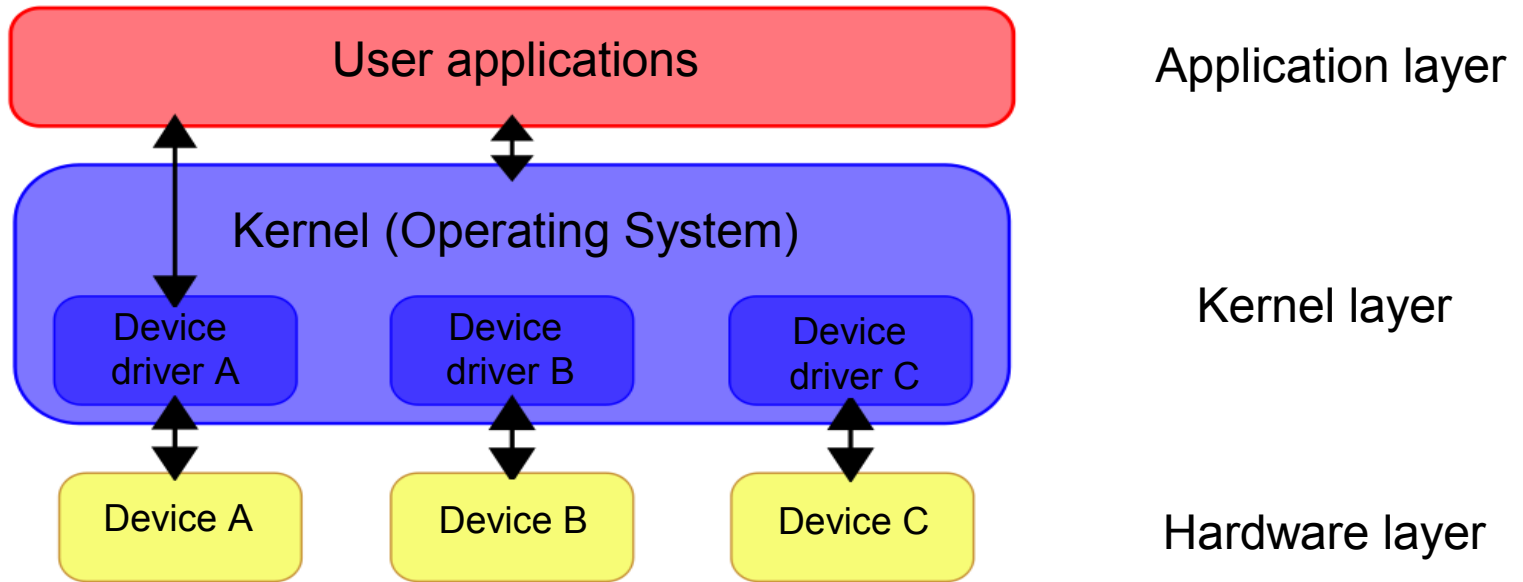 User applications
Application layer
Kernel (Operating System)
Kernel layer
Device
driver A
Device
driver B
Device
driver C
Device A
Device B
Device C
Hardware layer